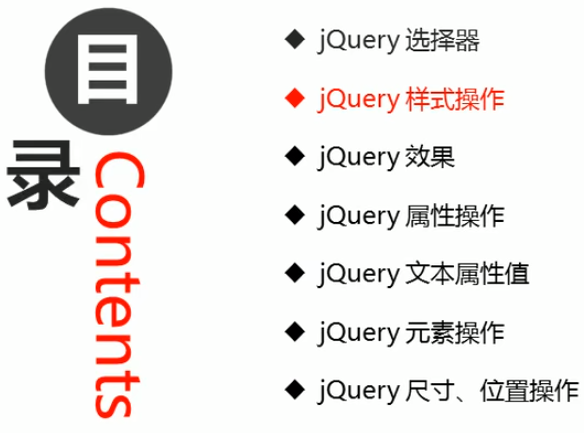 目录
Contents
◆ jQuery 选择器
◆ jQuery 样式操作
◆ jQuery 效果
◆ jQuery 属性操作
◆ jQuery 文本属性值
◆ jQuery 元素操作
◆ jQuery 尺寸、位置操作